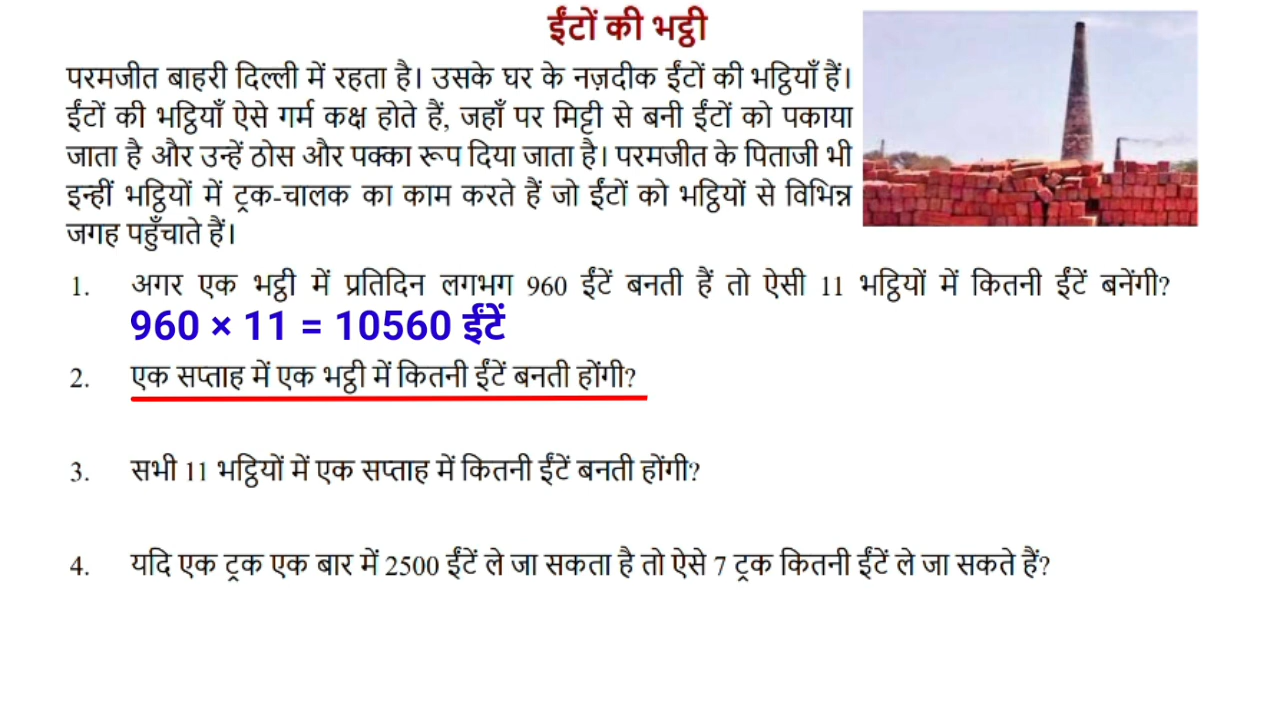 ईंटों की भट्ठी
परमजीत बाहरी दिल्ली में रहता है। उसके घर के नज़दीक ईंटों की भट्ठियाँ हैं।
ईंटों की भट्ठियाँ ऐसे गर्म कक्ष होते हैं, जहाँ पर मिट्टी से बनी ईंटों को पकाया
जाता है और उन्हें ठोस और पक्का रूप दिया जाता है। परमजीत के पिताजी भी
इन्हीं भट्ठियों में ट्रक-चालक का काम करते हैं जो ईंटों को भट्ठियों से विभिन्न
जगह पहुँचाते हैं।
1. अगर एक भट्ठी में प्रतिदिन लगभग 960 ईंटें बनती हैं तो ऐसी 11 भट्ठियों में कितनी ईंटें बनेंगी?
960 × 11 = 10560 ईंटें
2. एक सप्ताह में एक भट्ठी में कितनी ईंटें बनती होंगी?
3. सभी 11 भट्ठियों में एक सप्ताह में कितनी ईंटें बनती होंगी?
4. यदि एक ट्रक एक बार में 2500 ईंटें ले जा सकता है तो ऐसे 7 ट्रक कितनी ईंटें ले जा सकते हैं?